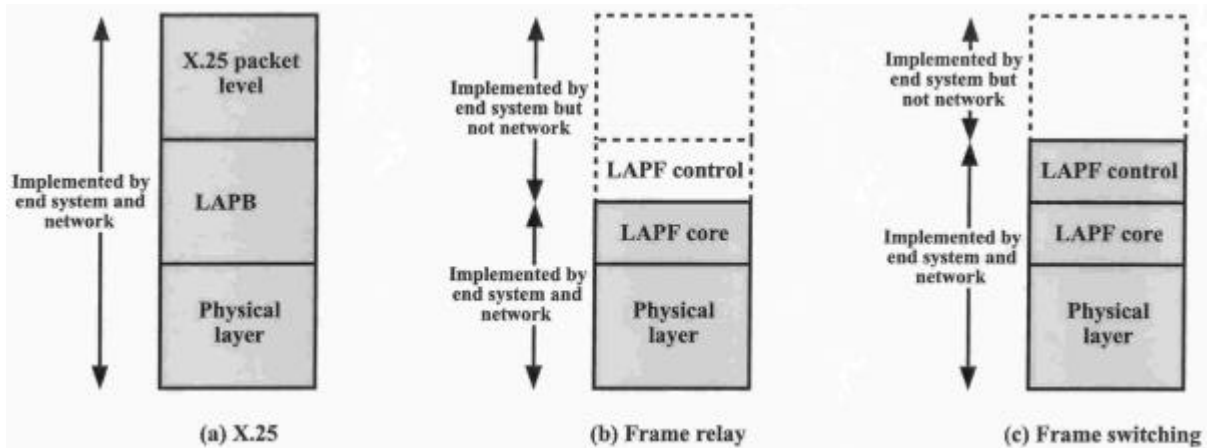 X.25 packet
level
LAPB
Physical
layer
Implemented by
end system and
network
(a) X.25
Implemented by
end system but
not network
LAPF control
LAPF core
Implemented by
end system and
network
Physical
layer
(b) Frame relay
Implemented by
end system but
not network
LAPF control
LAPF core
Implemented by
end system and
network
Physical
layer
(c) Frame switching